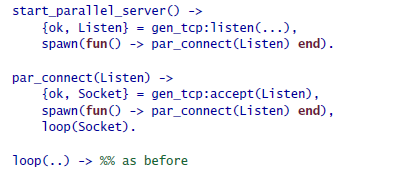 start_parallel_server() ->
    {ok, Listen} = gen_tcp:listen(...),
    spawn(fun() -> par_connect(Listen) end).

par_connect(Listen) ->
    {ok, Socket} = gen_tcp:accept(Listen),
    spawn(fun() -> par_connect(Listen) end),
    loop(Socket).

loop(..) -> %% as before